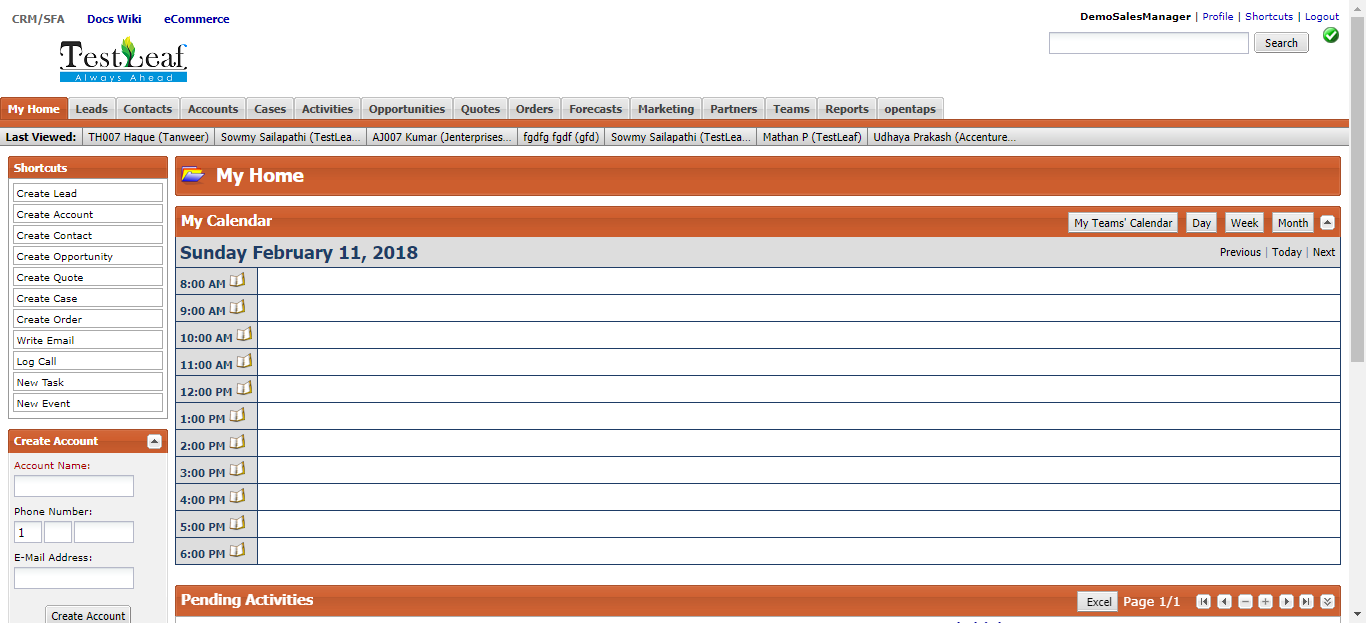 CRM/SFA Docs Wiki eCommerce
DemoSalesManager | Profile | Shortcuts | Logout
Search
TestLeaf
Always Ahead
My Home Leads Contacts Accounts Cases Activities Opportunities Quotes Orders Forecasts Marketing Partners Teams Reports opentaps
Last Viewed: TH007 Haque (Tanweer) Sowmy Sailapathi (TestLea... AJ007 Kumar (Jenterprises... fgdfg fgdf (gfd) Sowmy Sailapathi (TestLea... Mathan P (TestLeaf) Udhaya Prakash (Accenture...
Shortcuts
Create Lead
Create Account
Create Contact
Create Opportunity
Create Quote
Create Case
Create Order
Write Email
Log Call
New Task
New Event
Create Account
Account Name:
Phone Number:
1
E-Mail Address:
Create Account
My Home
My Calendar My Teams' Calendar Day Week Month
Sunday February 11, 2018 Previous | Today | Next
8:00 AM
9:00 AM
10:00 AM
11:00 AM
12:00 PM
1:00 PM
2:00 PM
3:00 PM
4:00 PM
5:00 PM
6:00 PM
Pending Activities Excel Page 1/1